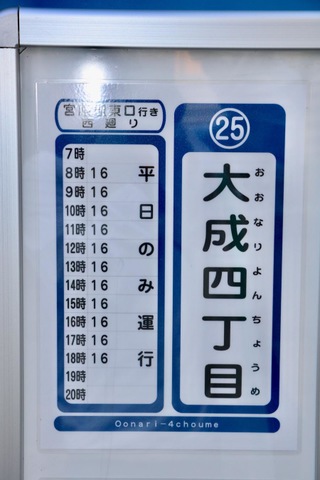 宮原駅東口行き
西廻り
7時
8時 16
9時 16
10時 16
11時 16
12時 16
13時 16
14時 16
15時 16
16時 16
17時 16
18時 16
19時
20時
平日のみ運行
25
大成四丁目
おおなりよんちょうめ
Oonari-4choume